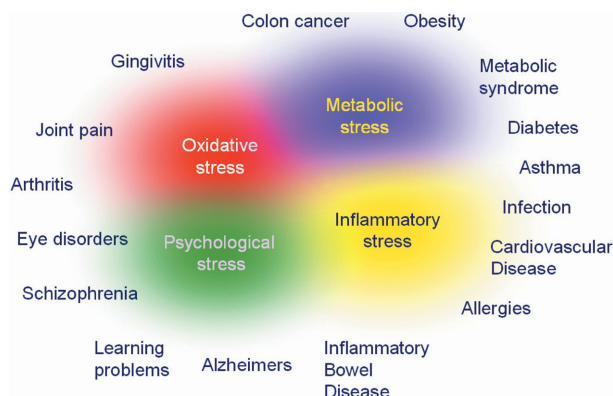 Colon cancer
Obesity
Gingivitis
Metabolic
syndrome
Metabolic
stress
Joint pain
Diabetes
Oxidative
stress
Asthma
Arthritis
Infection
Inflammatory
stress
Eye disorders
Psychological
stress
Cardiovascular
Disease
Schizophrenia
Allergies
Learning
problems
Alzheimers
Inflammatory
Bowel
Disease